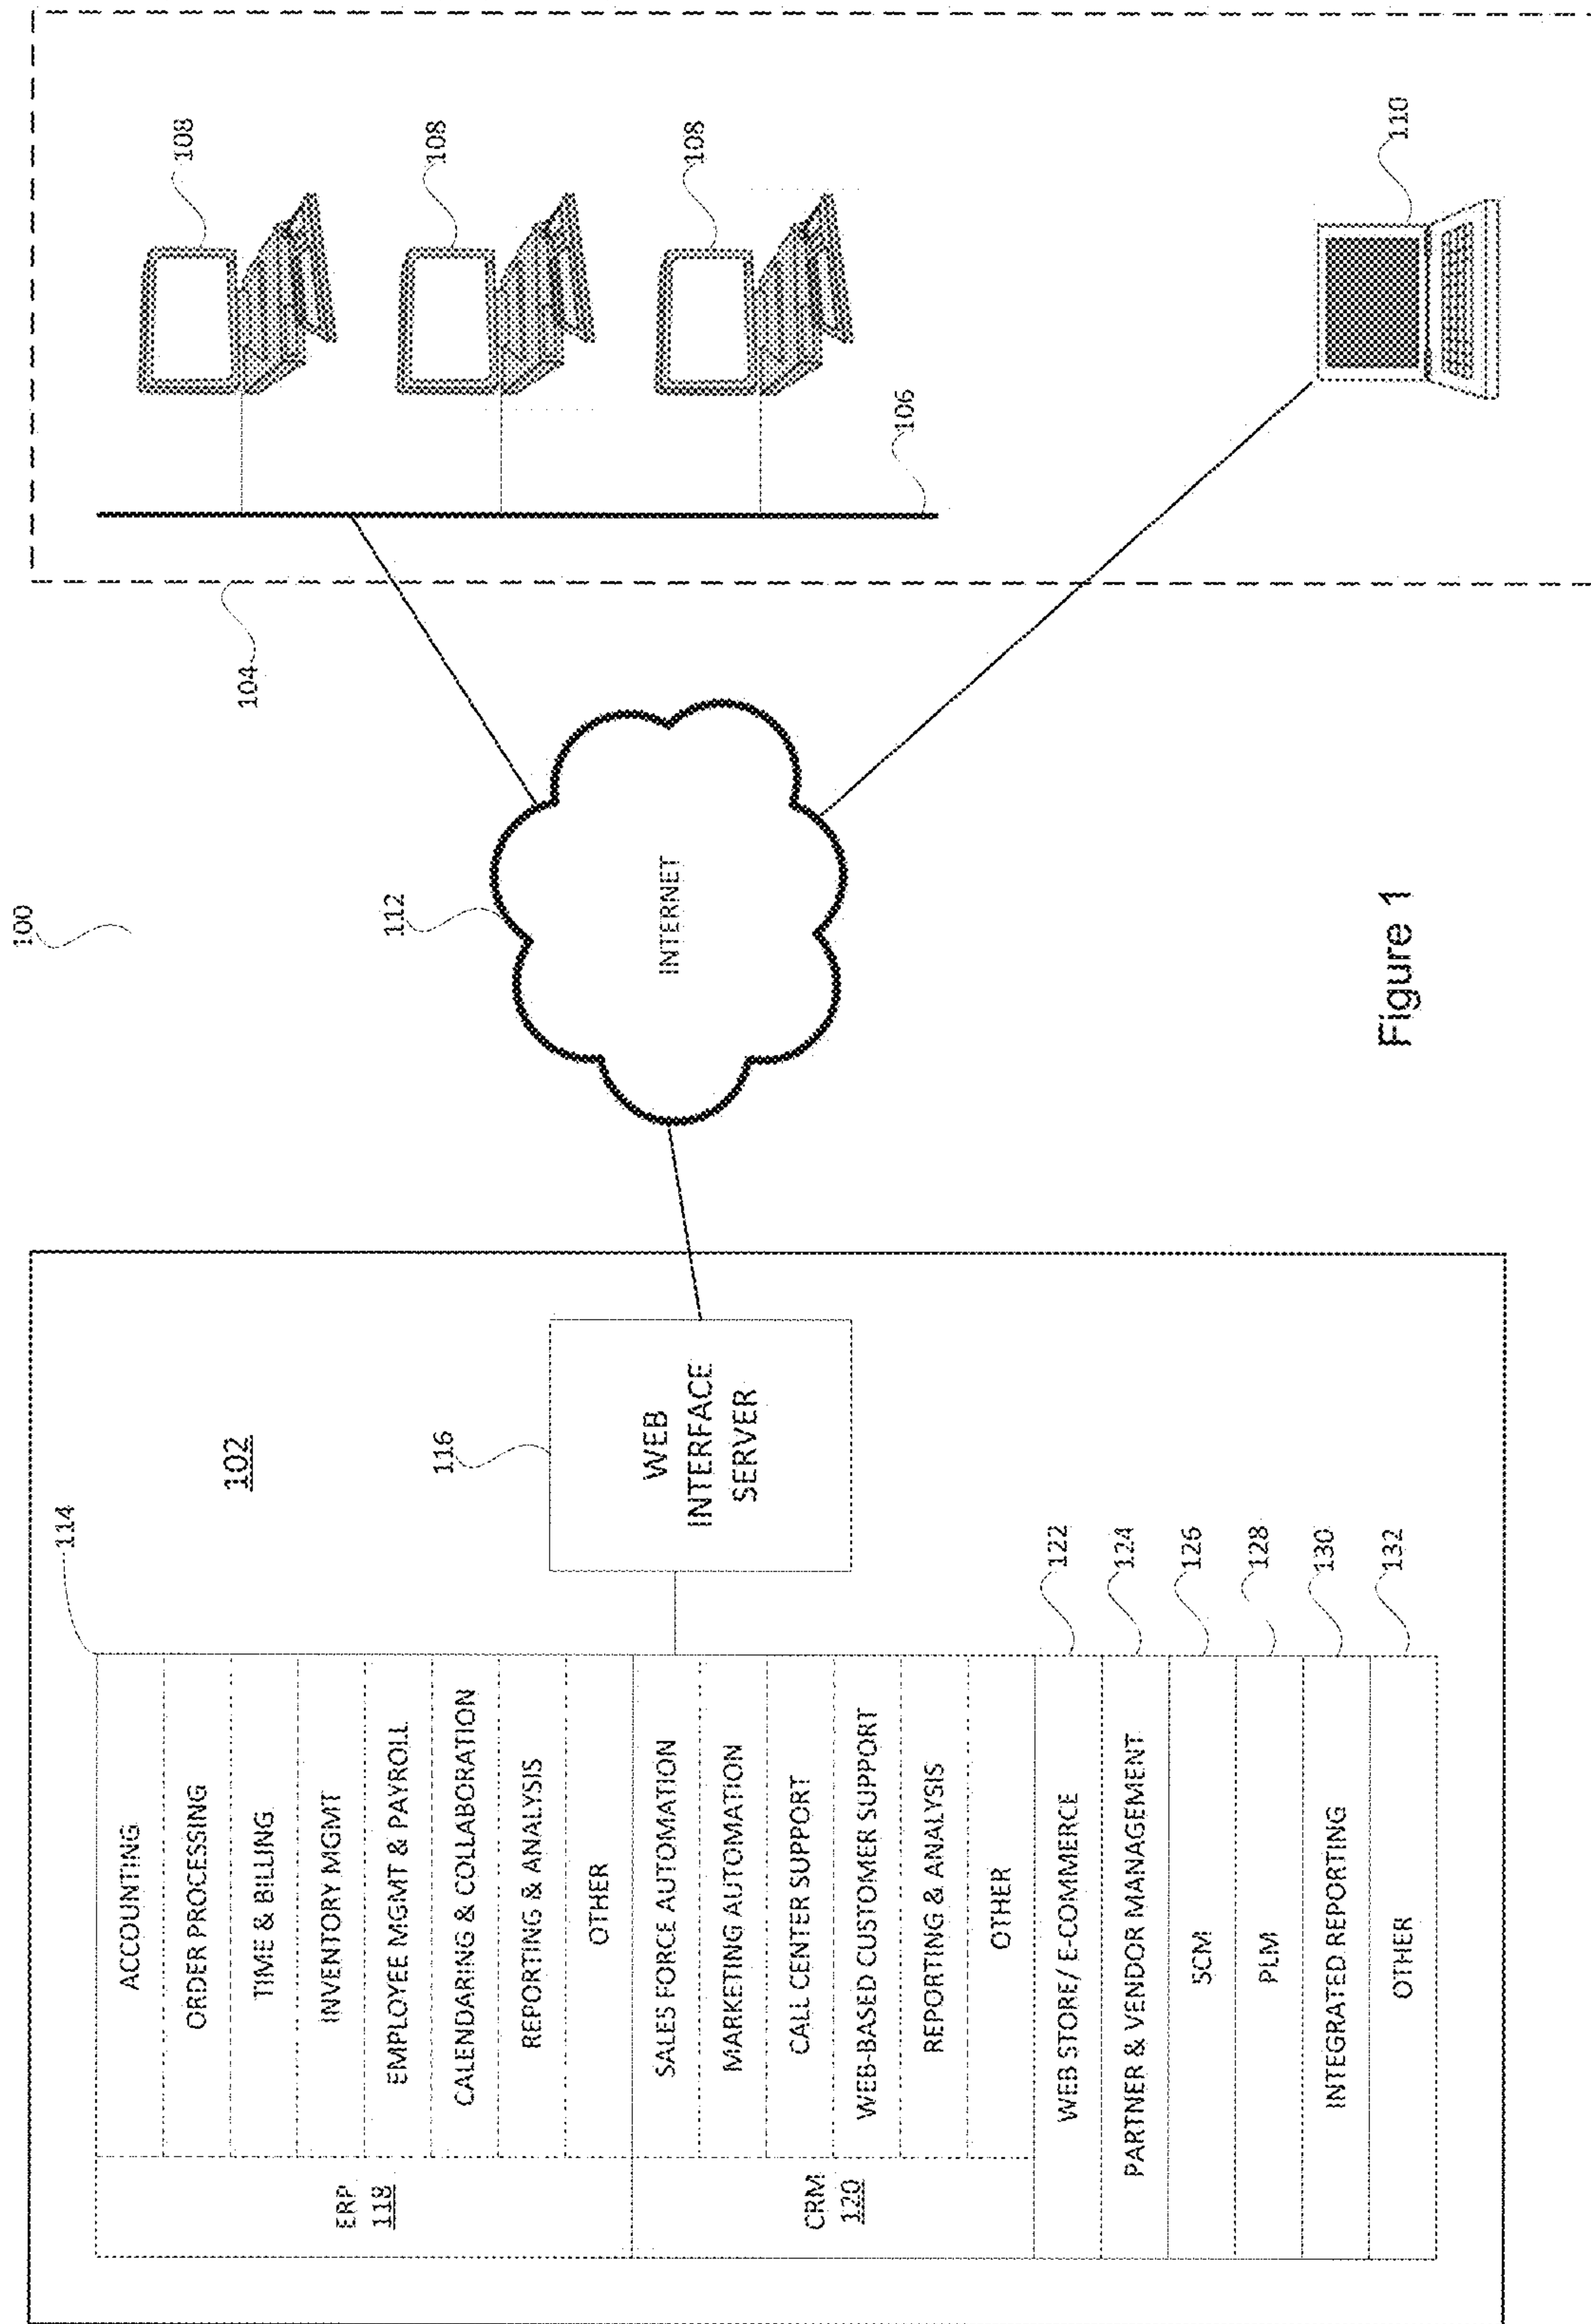 100
102
114
ERP
118
ACCOUNTING
ORDER PROCESSING
TIME & BILLING
INVENTORY MGMT
EMPLOYEE MGMT & PAYROLL
CALENDARING & COLLABORATION
REPORTING & ANALYSIS
OTHER
CRM
120
SALES FORCE AUTOMATION
MARKETING AUTOMATION
CALL CENTER SUPPORT
WEB-BASED CUSTOMER SUPPORT
REPORTING & ANALYSIS
OTHER
WEB STORE/ E-COMMERCE
122
PARTNER & VENDOR MANAGEMENT
124
SCM
126
PLM
128
INTEGRATED REPORTING
130
OTHER
132
116
WEB
INTERFACE
SERVER
112
INTERNET
104
108
108
108
106
110
Figure 1